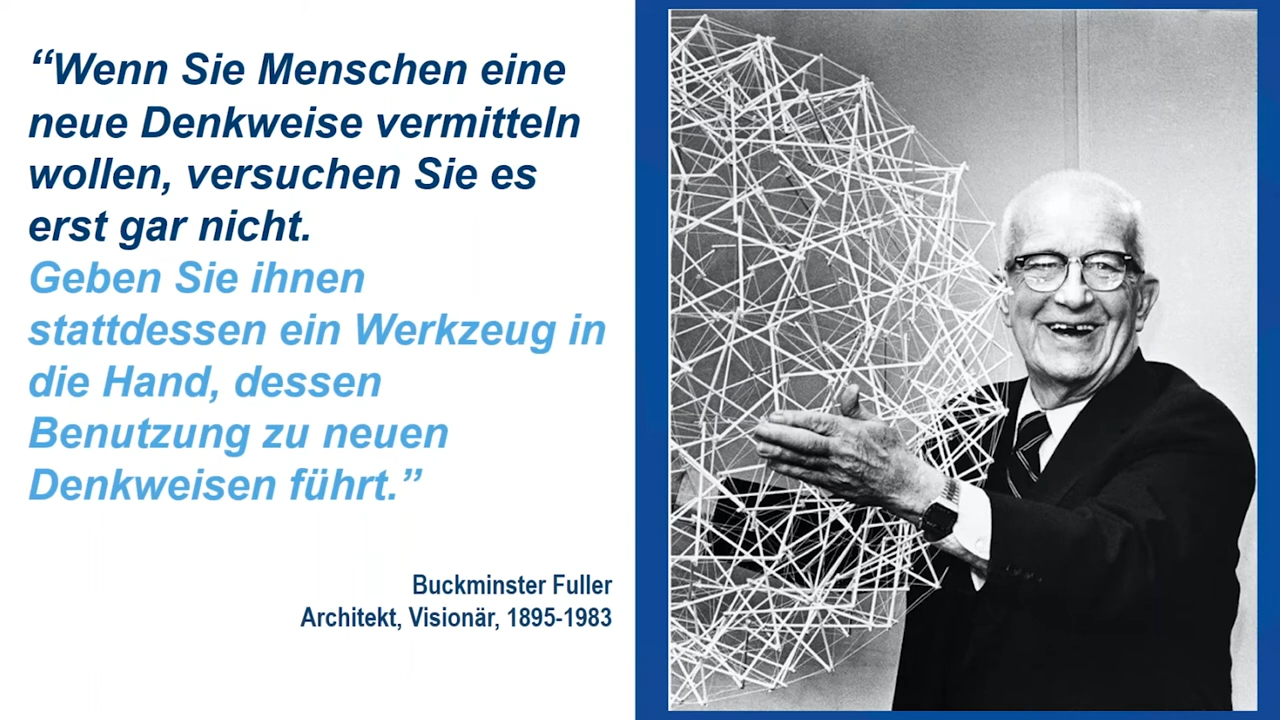 “Wenn Sie Menschen eine
neue Denkweise vermitteln
wollen, versuchen Sie es
erst gar nicht.
Geben Sie ihnen
stattdessen ein Werkzeug in
die Hand, dessen
Benutzung zu neuen
Denkweisen führt.”
Buckminster Fuller
Architekt, Visionär, 1895-1983